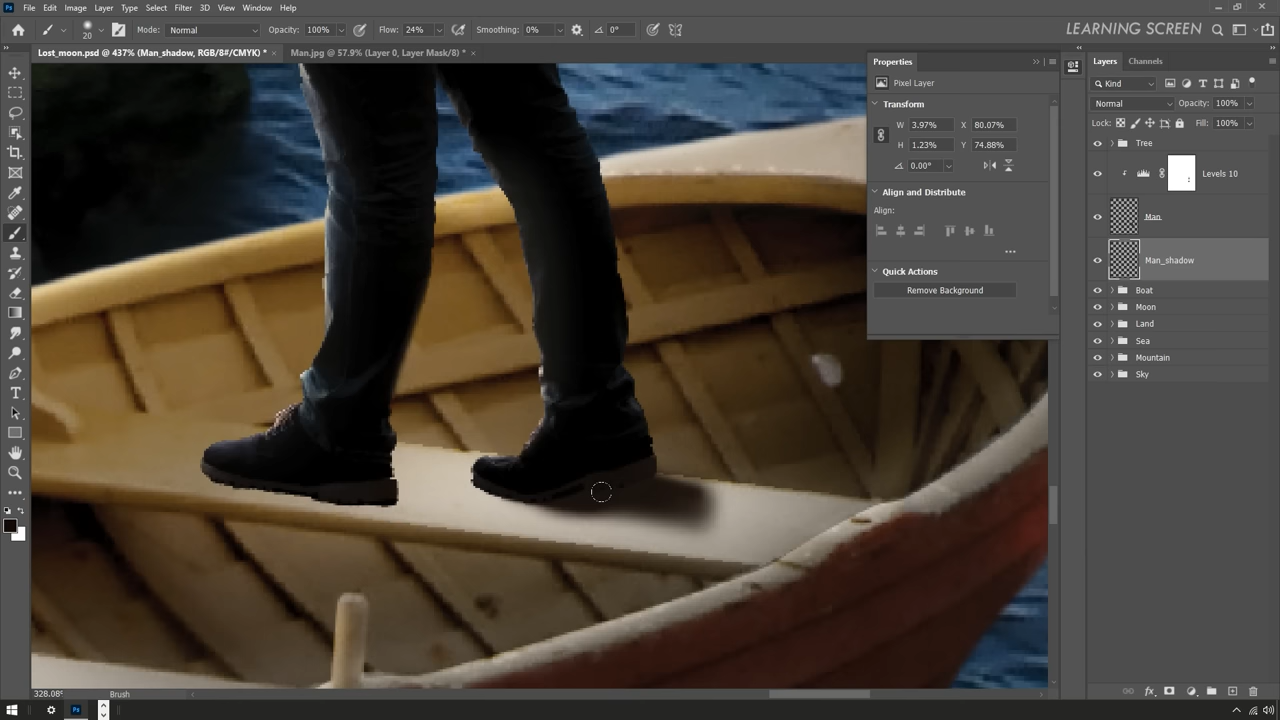 File Edit Image Layer Type Select Filter 3D View Window Help
20 Mode: Normal Opacity: 100% Flow: 24% Smoothing: 0% 0°
LEARNING SCREEN
Lost_moon.psd @ 437% (Man_shadow, RGB/8#/CMYK) * × Man.jpg @ 57.9% (Layer 0, Layer Mask/8) * ×
Properties
Pixel Layer
Transform
W 3.97% X 80.07%
H 1.23% Y 74.88%
0.00°
Align and Distribute
Align:
Quick Actions
Remove Background
Layers Channels
Kind
Normal Opacity: 100%
Lock: Fill: 100%
Tree
Levels 10
Man
Man_shadow
Boat
Moon
Land
Sea
Mountain
Sky
328.08° Brush